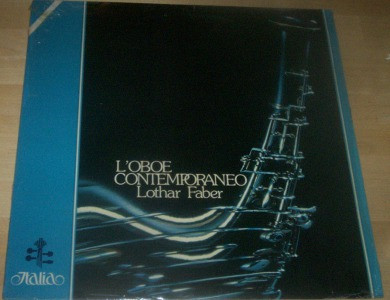 L'OBOE
CONTEMPORANEO
Lothar Faber
Italia